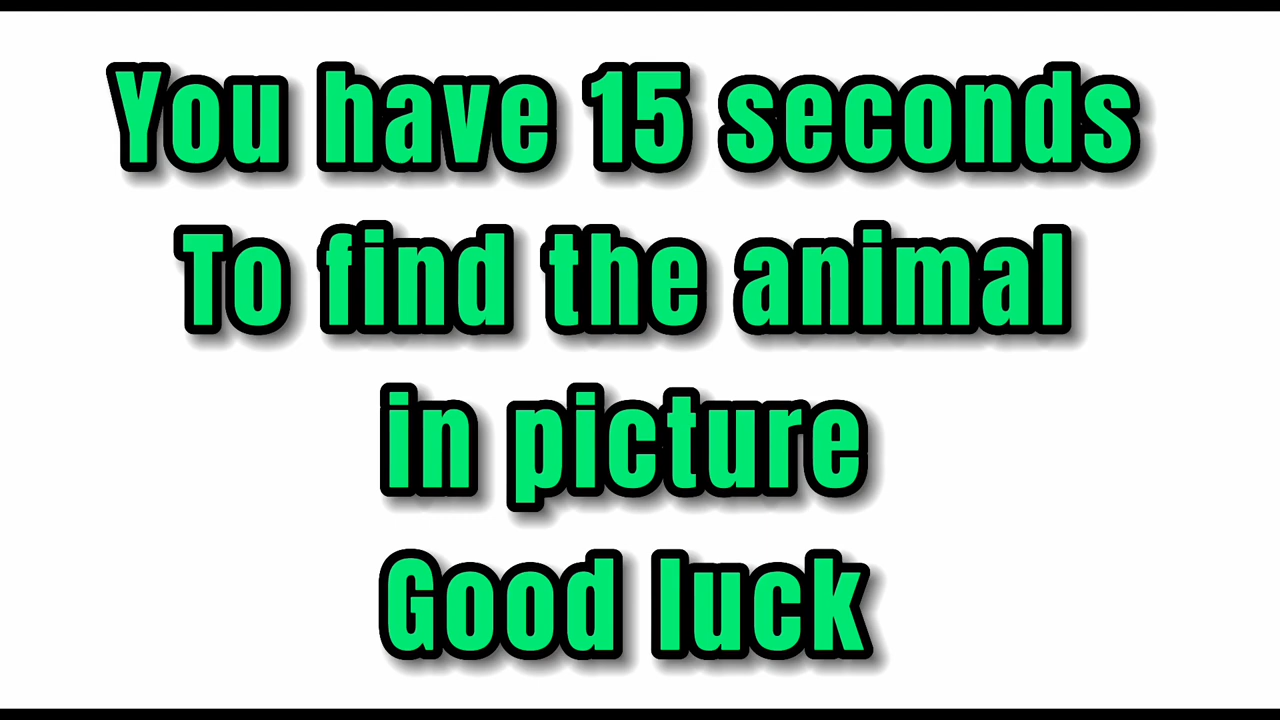 You have 15 seconds
To find the animal
in picture
Good luck